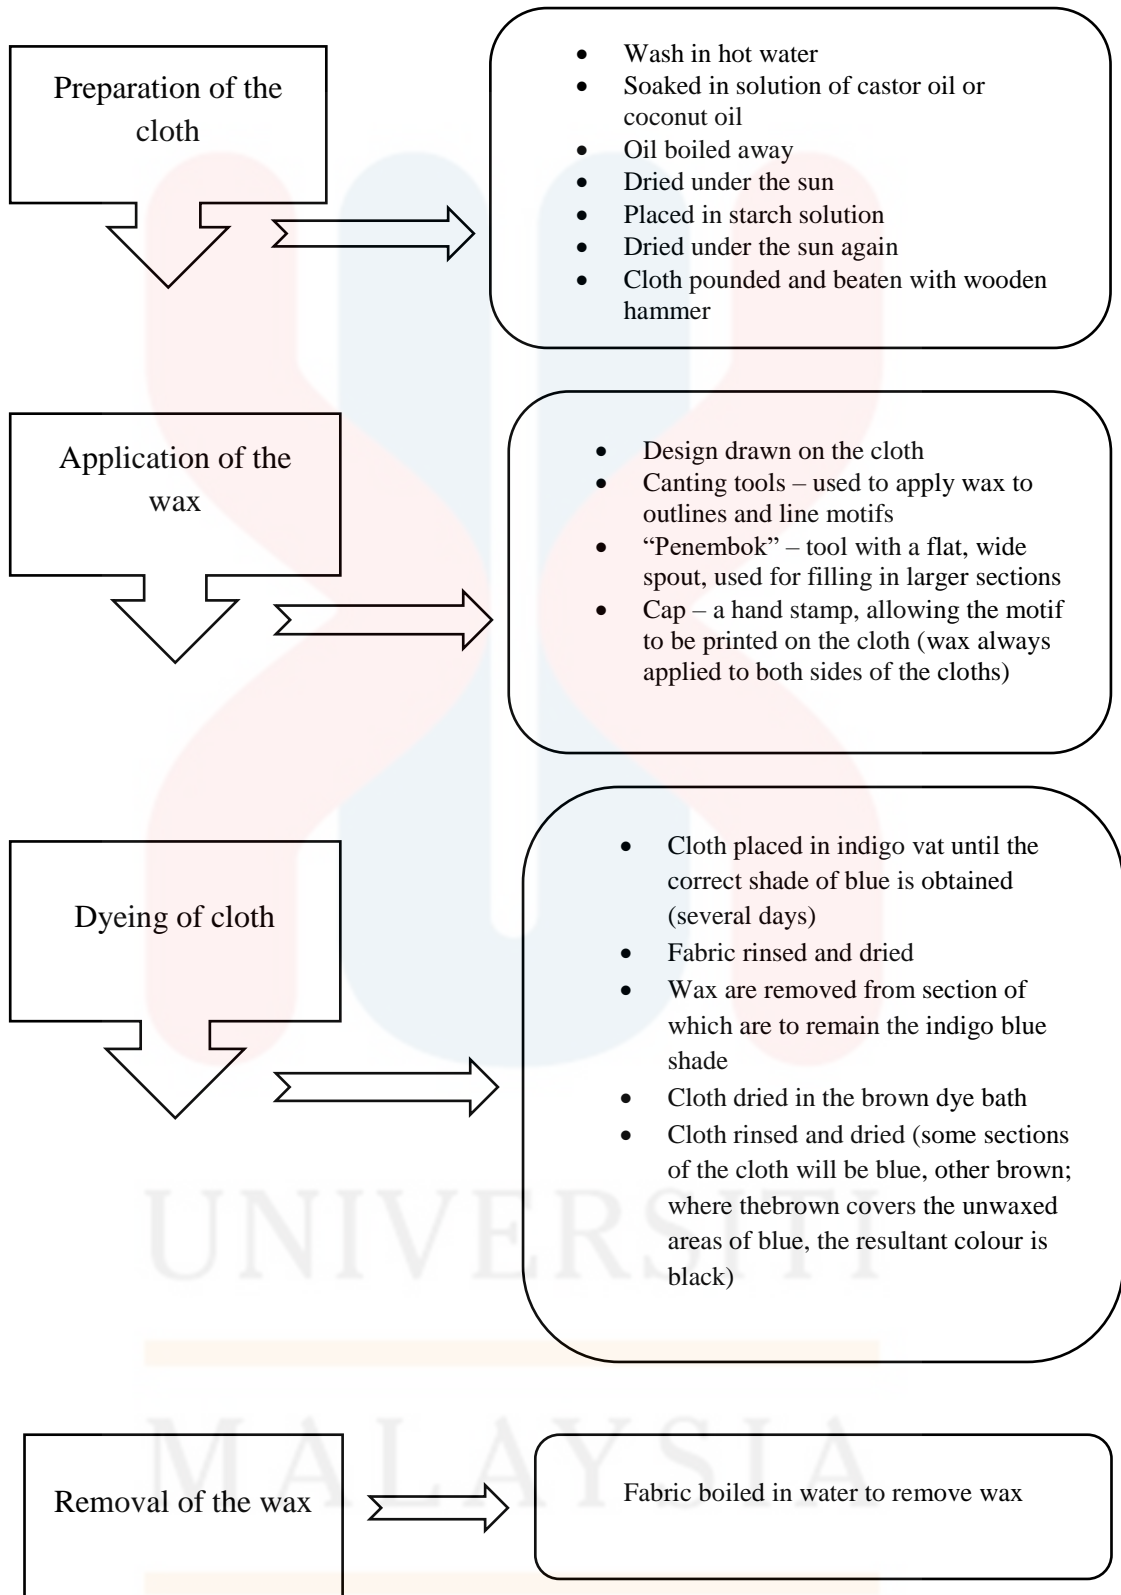 Preparation of the
cloth
• Wash in hot water
• Soaked in solution of castor oil or
coconut oil
• Oil boiled away
• Dried under the sun
• Placed in starch solution
• Dried under the sun again
• Cloth pounded and beaten with wooden
hammer
Application of the
wax
• Design drawn on the cloth
• Canting tools – used to apply wax to
outlines and line motifs
• “Penembok” – tool with a flat, wide
spout, used for filling in larger sections
• Cap – a hand stamp, allowing the motif
to be printed on the cloth (wax always
applied to both sides of the cloths)
Dyeing of cloth
• Cloth placed in indigo vat until the
correct shade of blue is obtained
(several days)
• Fabric rinsed and dried
• Wax are removed from section of
which are to remain the indigo blue
shade
• Cloth dried in the brown dye bath
• Cloth rinsed and dried (some sections
of the cloth will be blue, other brown;
where thebrown covers the unwaxed
areas of blue, the resultant colour is
black)
UNIVERSITI
MALAYSIA
Removal of the wax
Fabric boiled in water to remove wax